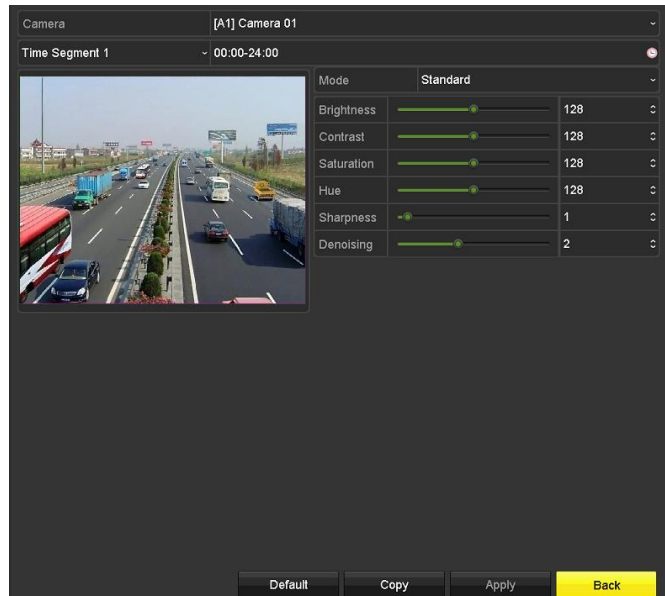 Camera [A1] Camera 01
Time Segment 1 00:00-24:00
Mode Standard
Brightness 128
Contrast 128
Saturation 128
Hue 128
Sharpness 1
Denoising 2
Default Copy Apply Back